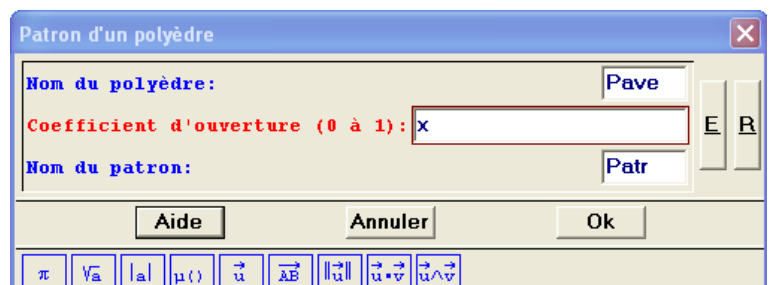 Patron d'un polyèdre
Nom du polyèdre: Pave
Coefficient d'ouverture (0 à 1): x
E R
Nom du patron: Patr
Aide Annuler Ok
π √a |a| μ() u⃗ A͞B⃗ ‖u⃗‖ u⃗•v⃗ u⃗∧v⃗